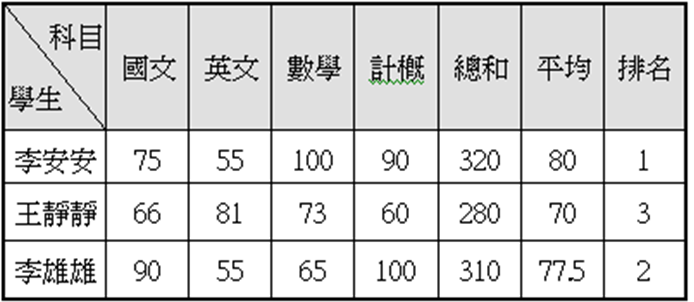 科目
學生 國文 英文 數學 計概 總和 平均 排名
李安安 75 55 100 90 320 80 1
王靜靜 66 81 73 60 280 70 3
李雄雄 90 55 65 100 310 77.5 2